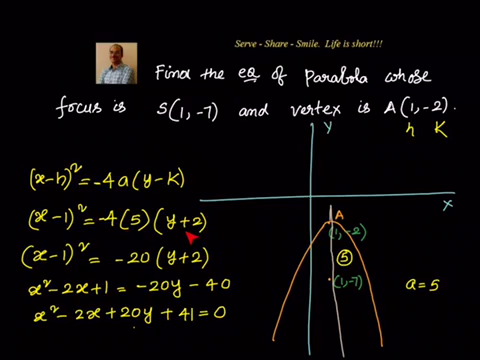 Serve - Share - Smile. Life is short!!!
Find the eq of parabola whose
focus is S(1,-7) and vertex is A(1,-2).
h K
y
(x-h)² = -4a(y-K)
x
(x-1)² = -4(5)(y+2)
A
(1,-2)
(x-1)² = -20(y+2)
5
(1,-7)
a=5
x²-2x+1 = -20y-40
x²-2x+20y+41=0